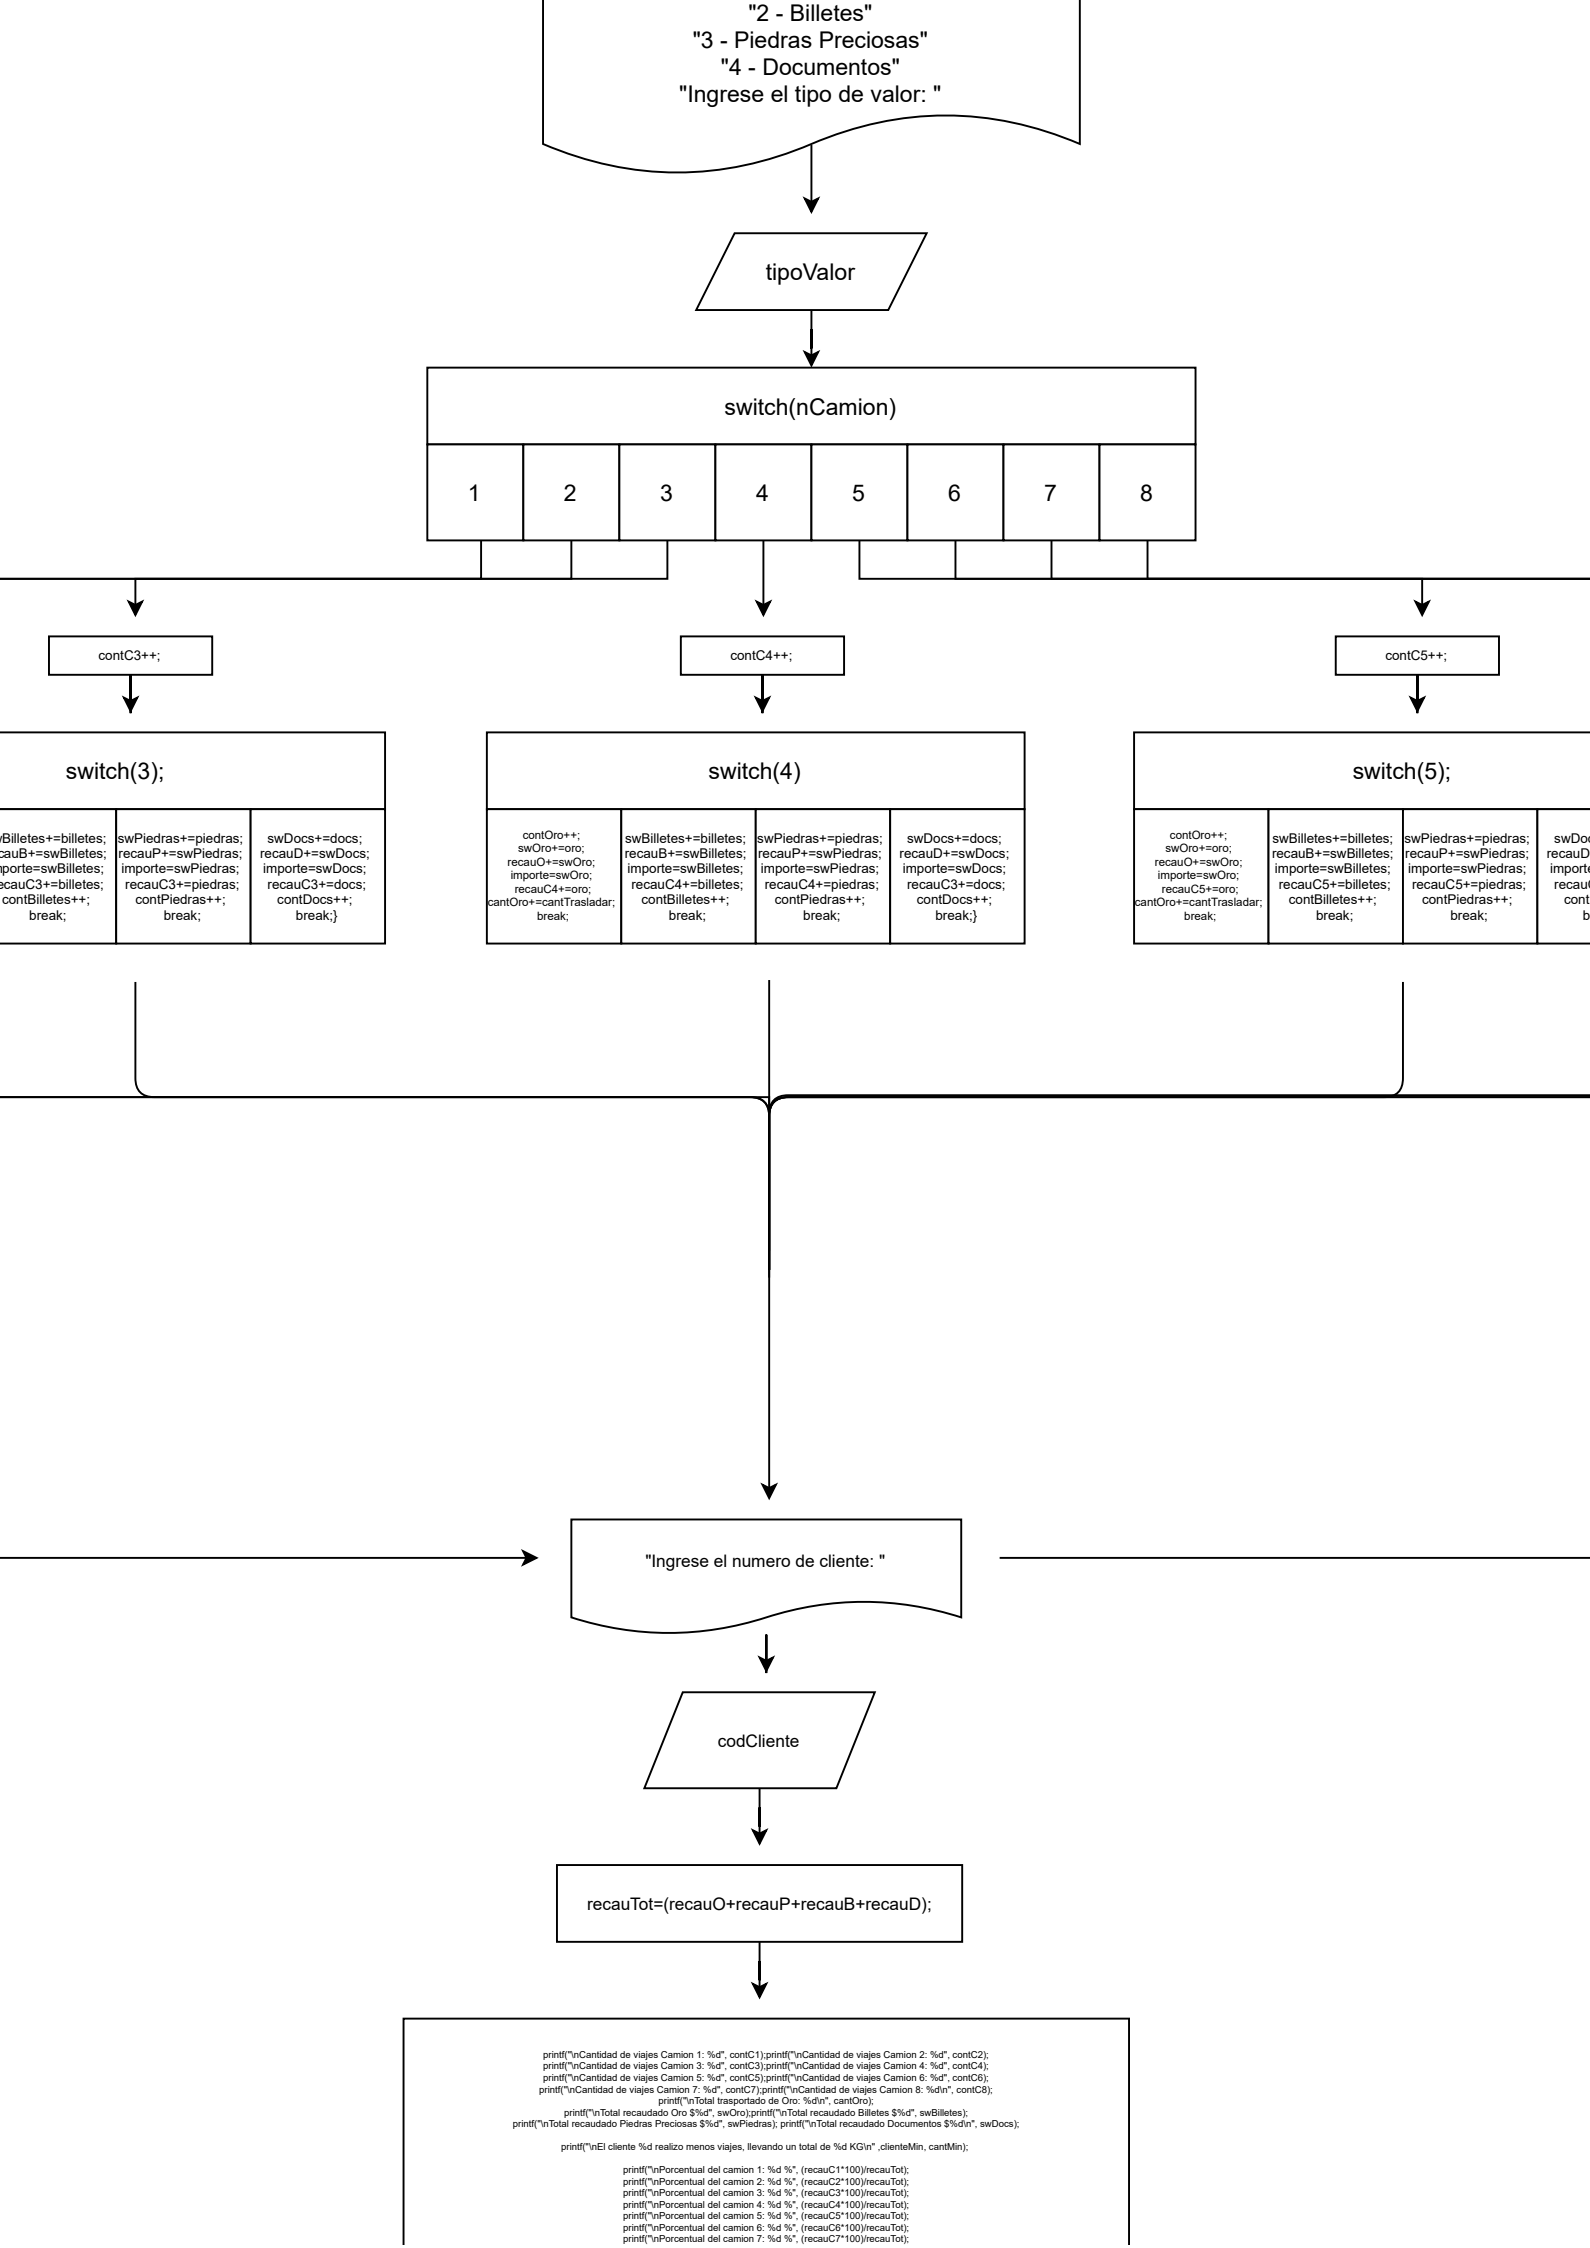 "2 - Billetes"
"3 - Piedras Preciosas"
"4 - Documentos"
"Ingrese el tipo de valor: "
tipoValor
switch(nCamion)
1
2
3
4
5
6
7
8
contC3++;
contC4++;
contC5++;
switch(3);
switch(4)
switch(5);
wBilletes+=billetes;
cauB+=swBilletes;
porte=swBilletes;
ecauC3+=billetes;
contBilletes++;
break;
swPiedras+=piedras;
recauP+=swPiedras;
importe=swPiedras;
recauC3+=piedras;
contPiedras++;
break;
swDocs+=docs;
recauD+=swDocs;
importe=swDocs;
recauC3+=docs;
contDocs++;
break;}
contOro++;
swOro+=oro;
recauO+=swOro;
importe=swOro;
recauC4+=oro;
cantOro+=cantTrasladar;
break;
swBilletes+=billetes;
recauB+=swBilletes;
importe=swBilletes;
recauC4+=billetes;
contBilletes++;
break;
swPiedras+=piedras;
recauP+=swPiedras;
importe=swPiedras;
recauC4+=piedras;
contPiedras++;
break;
swDocs+=docs;
recauD+=swDocs;
importe=swDocs;
recauC3+=docs;
contDocs++;
break;}
contOro++;
swOro+=oro;
recauO+=swOro;
importe=swOro;
recauC5+=oro;
cantOro+=cantTrasladar;
break;
swBilletes+=billetes;
recauB+=swBilletes;
importe=swBilletes;
recauC5+=billetes;
contBilletes++;
break;
swPiedras+=piedras;
recauP+=swPiedras;
importe=swPiedras;
recauC5+=piedras;
contPiedras++;
break;
swDoc
recauD
importe
recau
cont
b
"Ingrese el numero de cliente: "
codCliente
recauTot=(recauO+recauP+recauB+recauD);
printf("\nCantidad de viajes Camion 1: %d", contC1);printf("\nCantidad de viajes Camion 2: %d", contC2);
printf("\nCantidad de viajes Camion 3: %d", contC3);printf("\nCantidad de viajes Camion 4: %d", contC4);
printf("\nCantidad de viajes Camion 5: %d", contC5);printf("\nCantidad de viajes Camion 6: %d", contC6);
printf("\nCantidad de viajes Camion 7: %d", contC7);printf("\nCantidad de viajes Camion 8: %d\n", contC8);
printf("\nTotal trasportado de Oro: %d\n", cantOro);
printf("\nTotal recaudado Oro $%d", swOro);printf("\nTotal recaudado Billetes $%d", swBilletes);
printf("\nTotal recaudado Piedras Preciosas $%d", swPiedras); printf("\nTotal recaudado Documentos $%d\n", swDocs);
printf("\nEl cliente %d realizo menos viajes, llevando un total de %d KG\n" ,clienteMin, cantMin);
printf("\nPorcentual del camion 1: %d %", (recauC1*100)/recauTot);
printf("\nPorcentual del camion 2: %d %", (recauC2*100)/recauTot);
printf("\nPorcentual del camion 3: %d %", (recauC3*100)/recauTot);
printf("\nPorcentual del camion 4: %d %", (recauC4*100)/recauTot);
printf("\nPorcentual del camion 5: %d %", (recauC5*100)/recauTot);
printf("\nPorcentual del camion 6: %d %", (recauC6*100)/recauTot);
printf("\nPorcentual del camion 7: %d %", (recauC7*100)/recauTot);